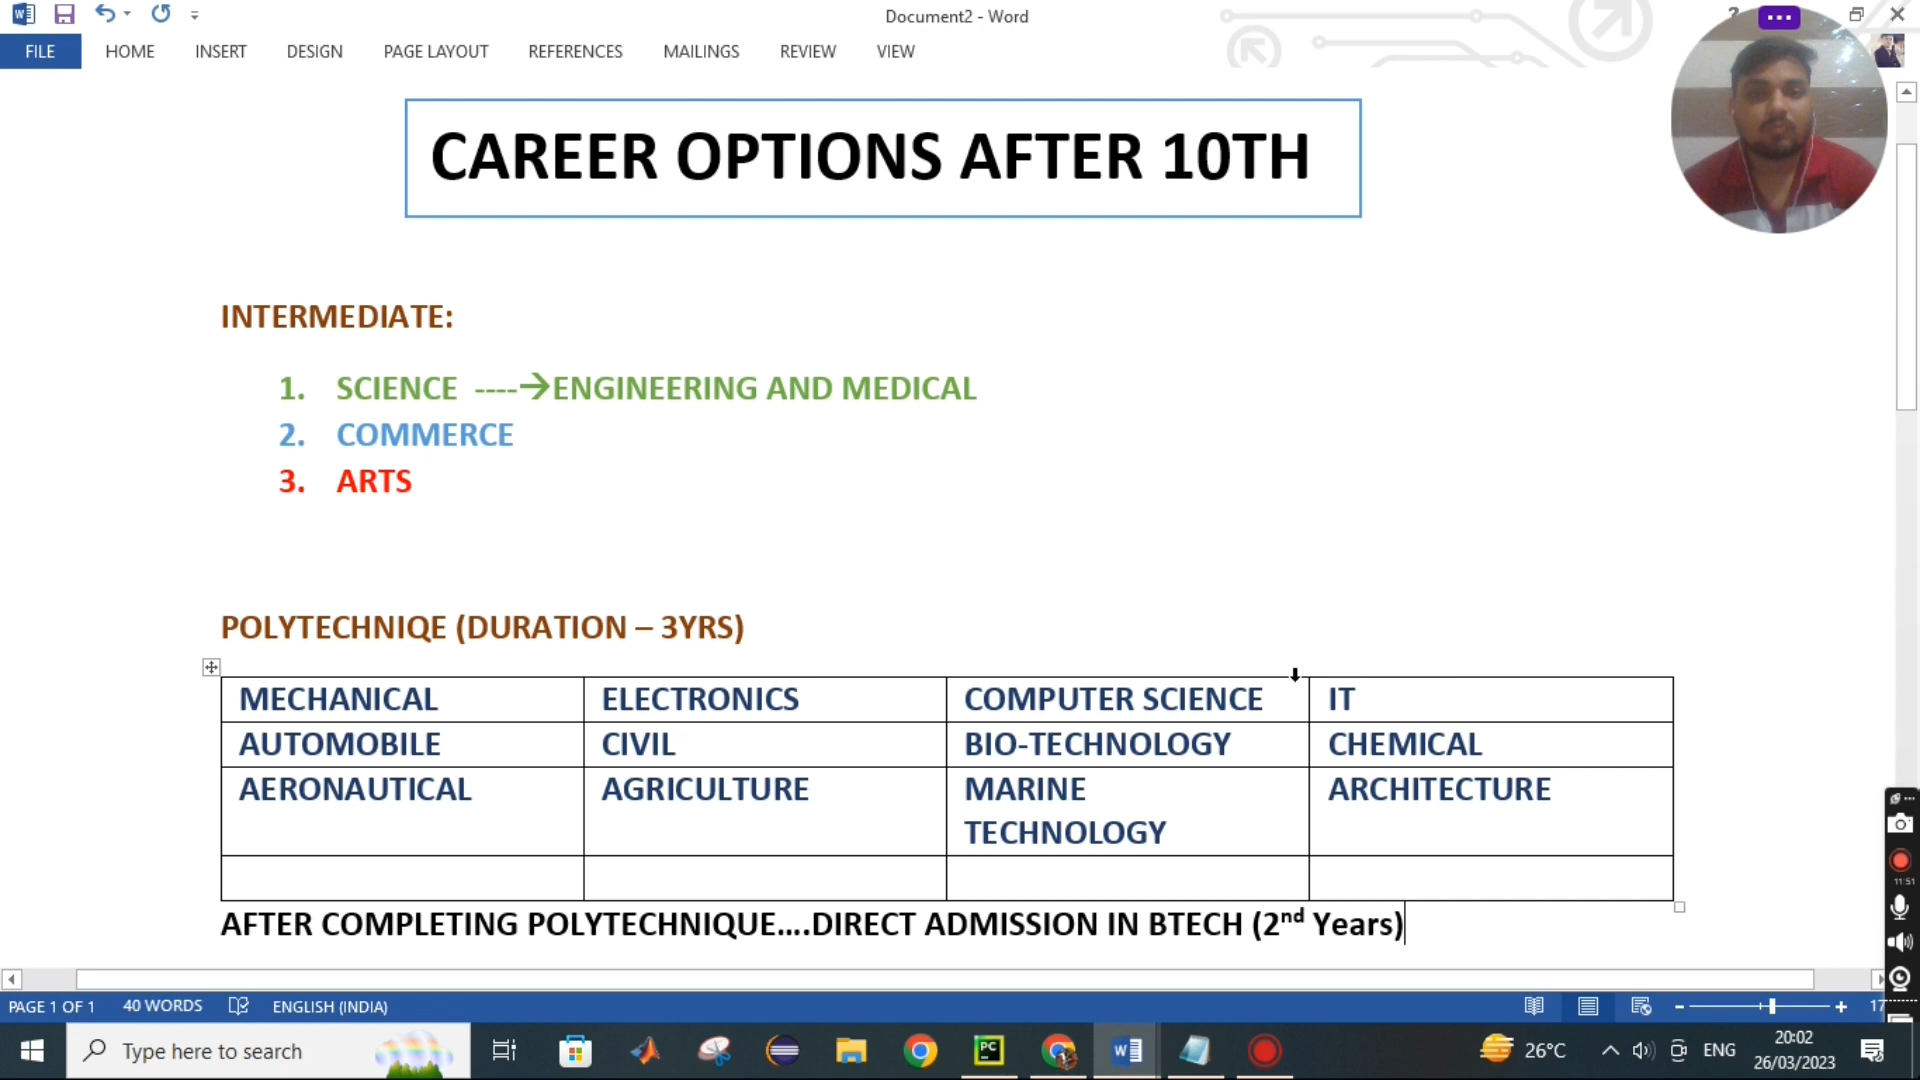 Document2 - Word
?
FILE HOME INSERT DESIGN PAGE LAYOUT REFERENCES MAILINGS REVIEW VIEW
CAREER OPTIONS AFTER 10TH
INTERMEDIATE:
1. SCIENCE ----→ENGINEERING AND MEDICAL
2. COMMERCE
3. ARTS
POLYTECHNIQE (DURATION – 3YRS)
MECHANICAL ELECTRONICS COMPUTER SCIENCE IT
AUTOMOBILE CIVIL BIO-TECHNOLOGY CHEMICAL
AERONAUTICAL AGRICULTURE MARINE ARCHITECTURE
TECHNOLOGY
11:51
AFTER COMPLETING POLYTECHNIQUE....DIRECT ADMISSION IN BTECH (2nd Years)
PAGE 1 OF 1 40 WORDS ENGLISH (INDIA)
Type here to search
PC
26°C ENG 20:02
26/03/2023